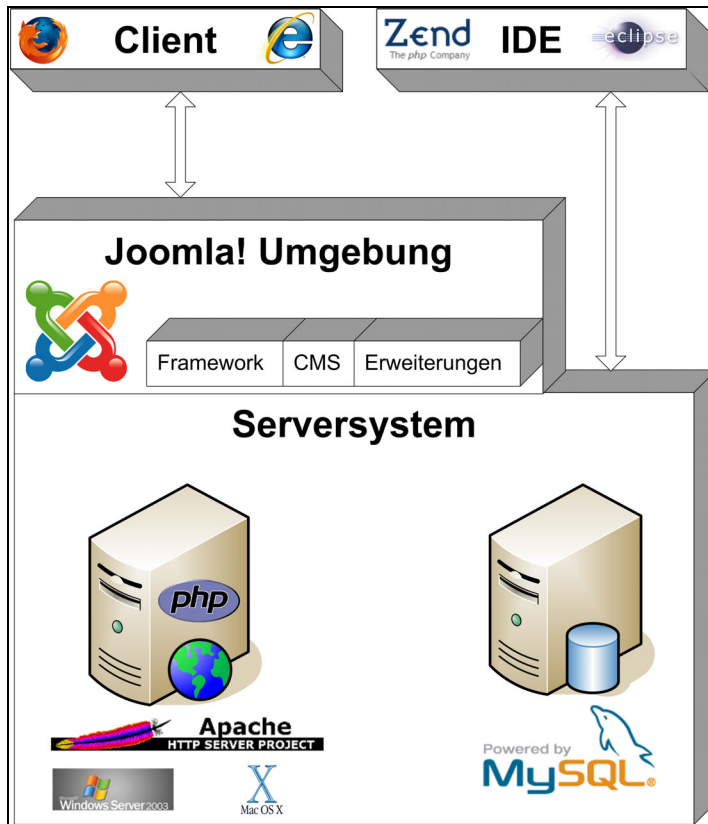 Client
Zend
The php Company
IDE
eclipse
Joomla! Umgebung
Framework
CMS
Erweiterungen
Serversystem
php
Apache
HTTP SERVER PROJECT
Windows Server 2003
Mac OS X
Powered by
MySQL®